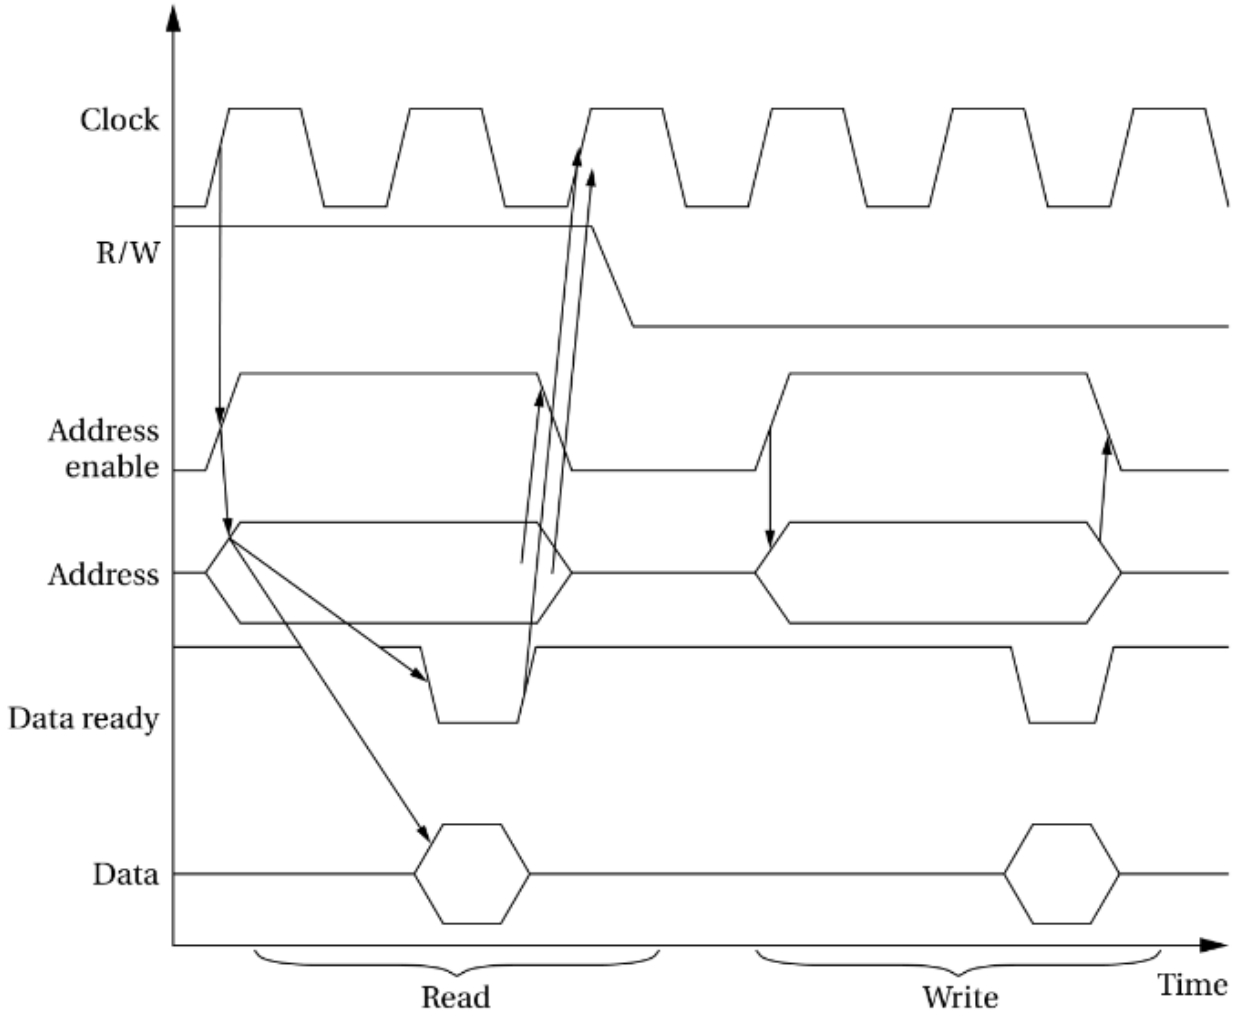 Clock
R/W
Address
enable
Address
Data ready
Data
Read
Write
Time